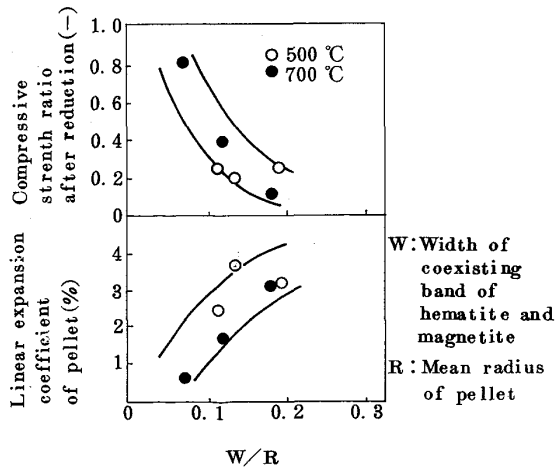 Compressive
strenth ratio
after reduction(—)
1.0
0.8
0.6
0.4
0.2
0
○ 500 ℃
● 700 ℃
Linear expansion
coefficient
of pellet(%)
4
3
2
1
0
0.1
0.2
0.3
W/R
W:Width of
coexisting
band of
hematite and
magnetite
R:Mean radius
of pellet